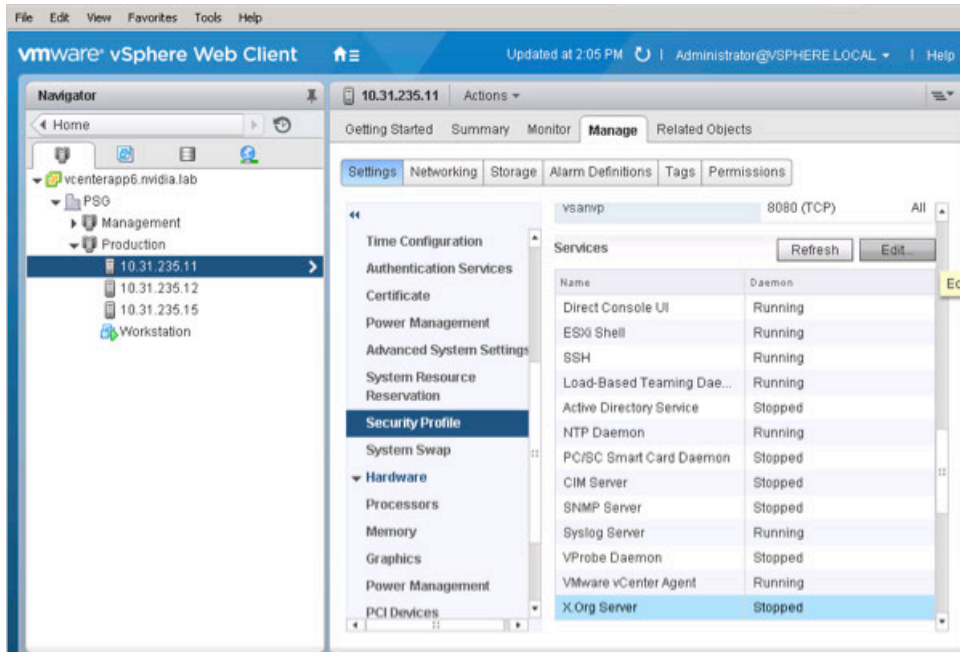 File Edit View Favorites Tools Help
vmware® vSphere Web Client
Updated at 2:05 PM | Administrator@VSPHERE.LOCAL | Help
Navigator
Home
vcenterapp6.nvidia.lab
PSG
Management
Production
10.31.235.11
10.31.235.12
10.31.235.15
Workstation
10.31.235.11 Actions
Getting Started Summary Monitor Manage Related Objects
Settings Networking Storage Alarm Definitions Tags Permissions
Time Configuration
Authentication Services
Certificate
Power Management
Advanced System Settings
System Resource
Reservation
Security Profile
System Swap
Hardware
Processors
Memory
Graphics
Power Management
PCI Devices
vsanvp 8080 (TCP) All
Services Refresh Edit...
Ec
Name Daemon
Direct Console UI Running
ESXi Shell Running
SSH Running
Load-Based Teaming Dae... Running
Active Directory Service Stopped
NTP Daemon Running
PC/SC Smart Card Daemon Stopped
CIM Server Stopped
SNMP Server Stopped
Syslog Server Running
VProbe Daemon Stopped
VMware vCenter Agent Running
X.Org Server Stopped